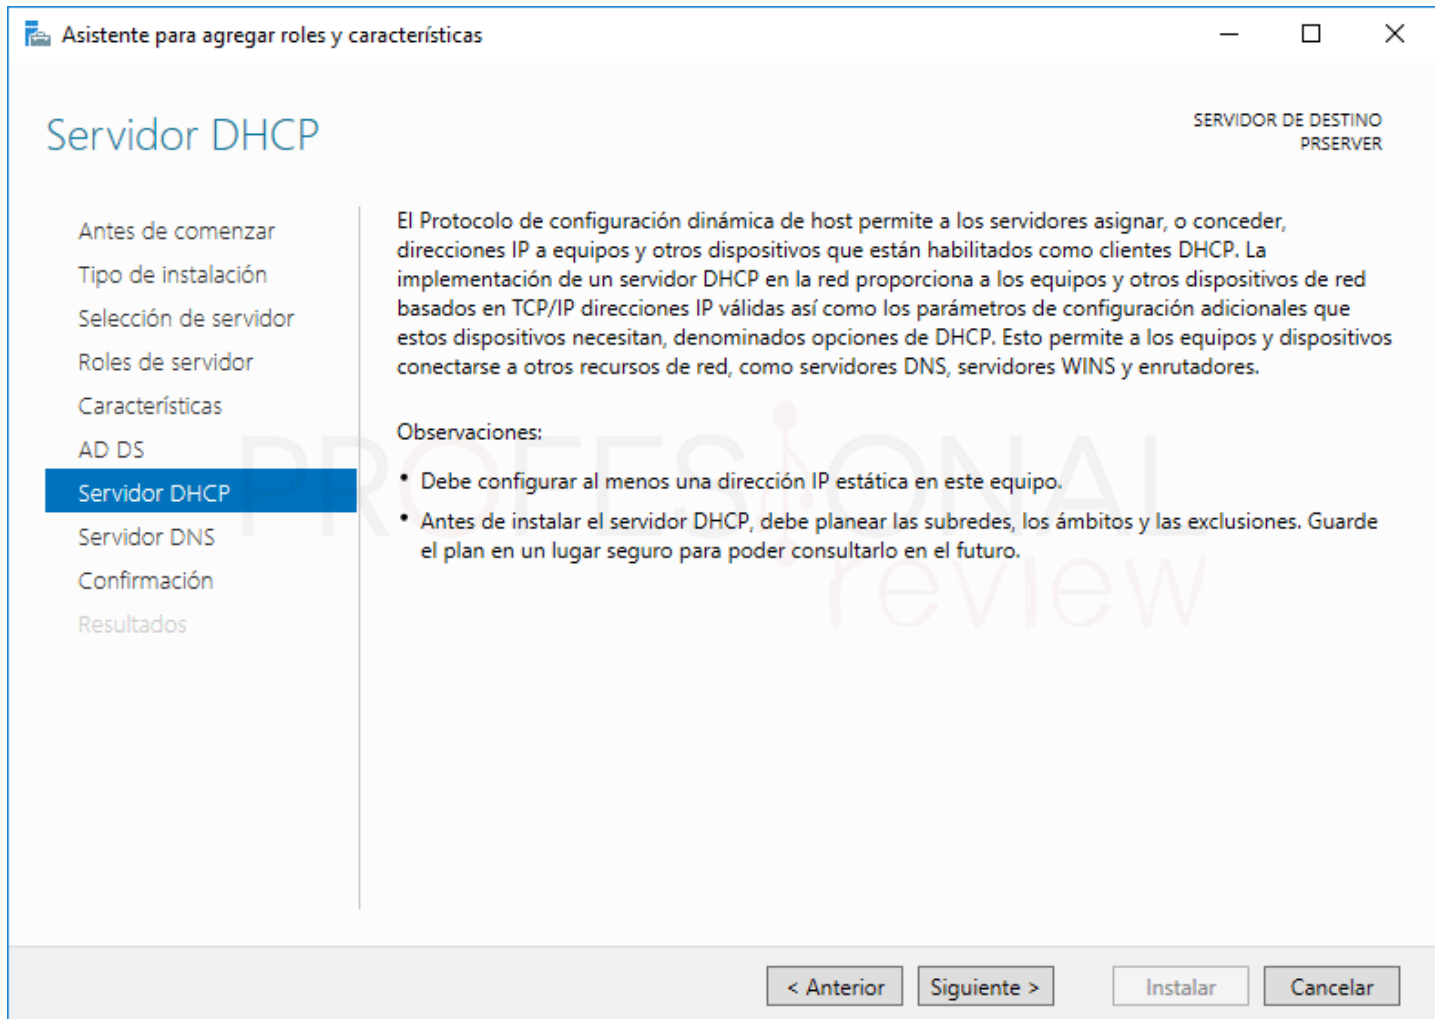 Asistente para agregar roles y características
Servidor DHCP
SERVIDOR DE DESTINO
PRSERVER
Antes de comenzar
Tipo de instalación
Selección de servidor
Roles de servidor
Características
AD DS
Servidor DHCP
Servidor DNS
Confirmación
Resultados
El Protocolo de configuración dinámica de host permite a los servidores asignar, o conceder,
direcciones IP a equipos y otros dispositivos que están habilitados como clientes DHCP. La
implementación de un servidor DHCP en la red proporciona a los equipos y otros dispositivos de red
basados en TCP/IP direcciones IP válidas así como los parámetros de configuración adicionales que
estos dispositivos necesitan, denominados opciones de DHCP. Esto permite a los equipos y dispositivos
conectarse a otros recursos de red, como servidores DNS, servidores WINS y enrutadores.
Observaciones:
• Debe configurar al menos una dirección IP estática en este equipo.
• Antes de instalar el servidor DHCP, debe planear las subredes, los ámbitos y las exclusiones. Guarde
el plan en un lugar seguro para poder consultarlo en el futuro.
PROFESIONAL
review
< Anterior
Siguiente >
Instalar
Cancelar